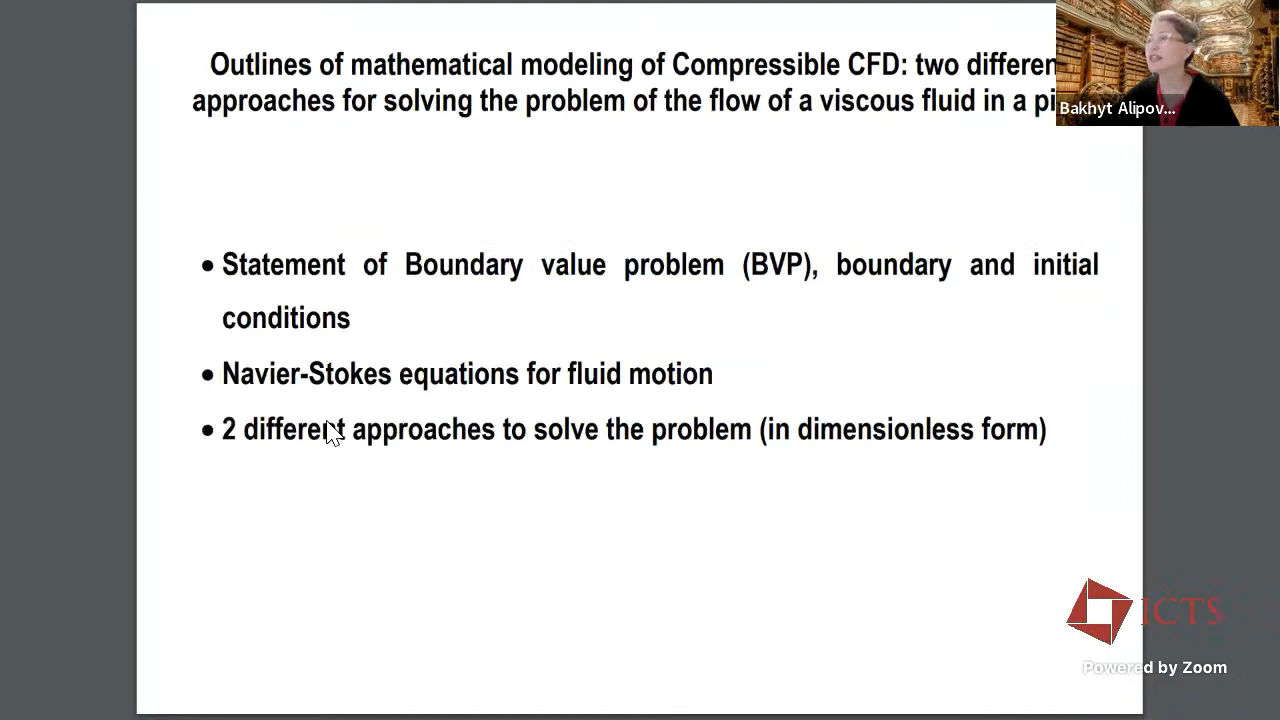 Outlines of mathematical modeling of Compressible CFD: two differen
approaches for solving the problem of the flow of a viscous fluid in a pi
Bakhyt Alipov...
• Statement of Boundary value problem (BVP), boundary and initial
conditions
• Navier-Stokes equations for fluid motion
• 2 different approaches to solve the problem (in dimensionless form)
ICTS
Powered by Zoom